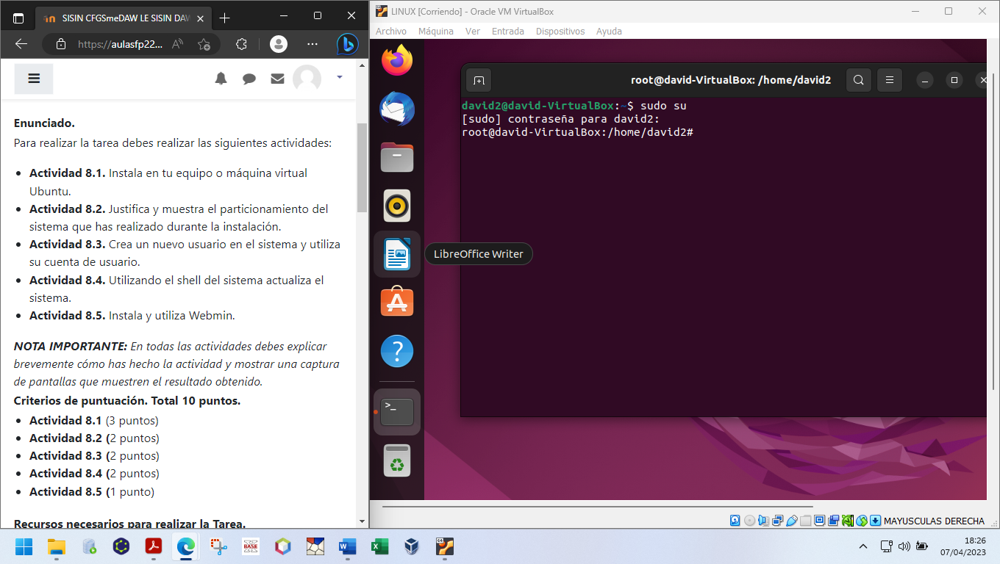 SISIN CFGSmeDAW LE SISIN DAW
https://aulasfp22...
Enunciado.
Para realizar la tarea debes realizar las siguientes actividades:
Actividad 8.1. Instala en tu equipo o máquina virtual
Ubuntu.
Actividad 8.2. Justifica y muestra el particionamiento del
sistema que has realizado durante la instalación.
Actividad 8.3. Crea un nuevo usuario en el sistema y utiliza
su cuenta de usuario.
Actividad 8.4. Utilizando el shell del sistema actualiza el
sistema.
Actividad 8.5. Instala y utiliza Webmin.
NOTA IMPORTANTE: En todas las actividades debes explicar
brevemente cómo has hecho la actividad y mostrar una captura
de pantallas que muestren el resultado obtenido.
Criterios de puntuación. Total 10 puntos.
Actividad 8.1 (3 puntos)
Actividad 8.2 (2 puntos)
Actividad 8.3 (2 puntos)
Actividad 8.4 (2 puntos)
Actividad 8.5 (1 punto)
Recursos necesarios para realizar la Tarea.
LINUX [Corriendo] - Oracle VM VirtualBox
Archivo Máquina Ver Entrada Dispositivos Ayuda
root@david-VirtualBox: /home/david2
david2@david-VirtualBox:~$ sudo su
[sudo] contraseña para david2:
root@david-VirtualBox:/home/david2#
LibreOffice Writer
MAYUSCULAS DERECHA
BASE
64
18:26
07/04/2023